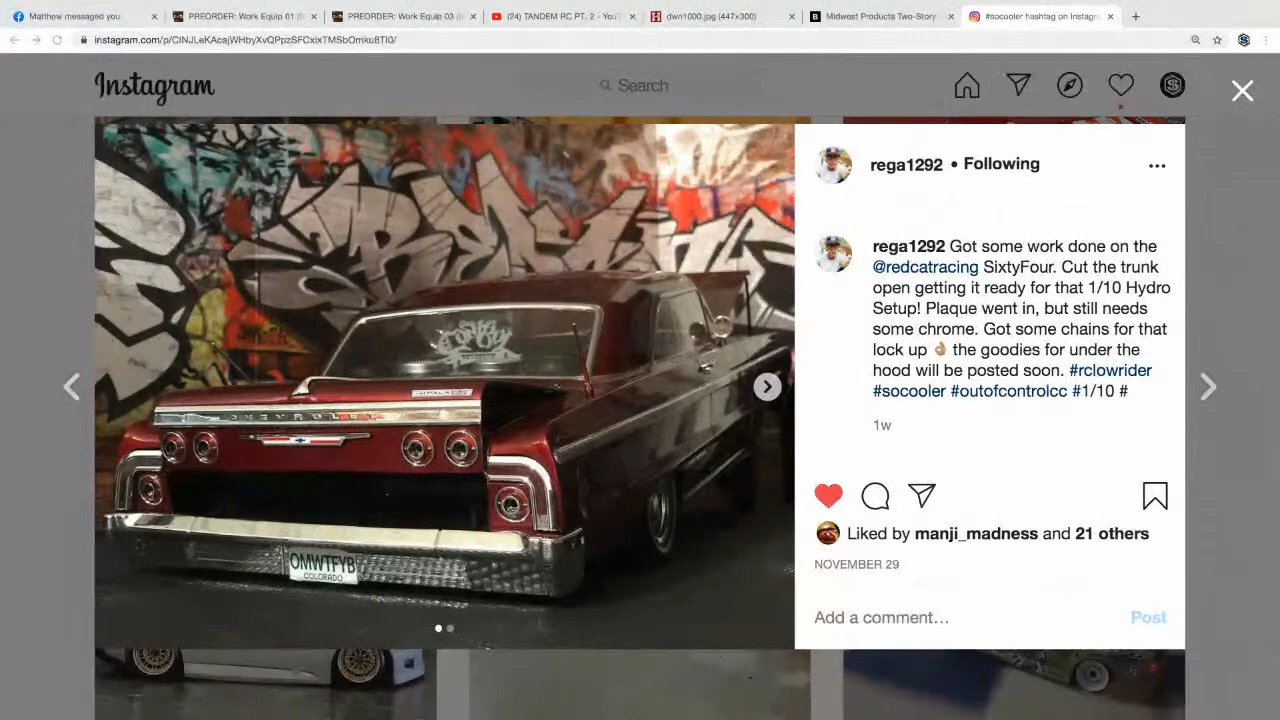 Matthew messaged you
PREORDER: Work Equip 01 (
PREORDER: Work Equip 03 (
(24) TANDEM RC PT. 2 - You
dwn1000.jpg (447×300)
Midwest Products Two-Story
#socooler hashtag on Instagra
instagram.com/p/CINJLeKAcajWHbyXvQPpzSFCxixTMSbOmku8TI0/
Instagram
Search
rega1292 • Following
rega1292 Got some work done on the
@redcatracing SixtyFour. Cut the trunk
open getting it ready for that 1/10 Hydro
Setup! Plaque went in, but still needs
some chrome. Got some chains for that
lock up 👌🏽 the goodies for under the
hood will be posted soon. #rclowrider
#socooler #outofcontrolcc #1/10 #
1w
Liked by manji_madness and 21 others
NOVEMBER 29
Add a comment… Post
IMPALA
CHEVROLET
OMWTFYB
COLORADO